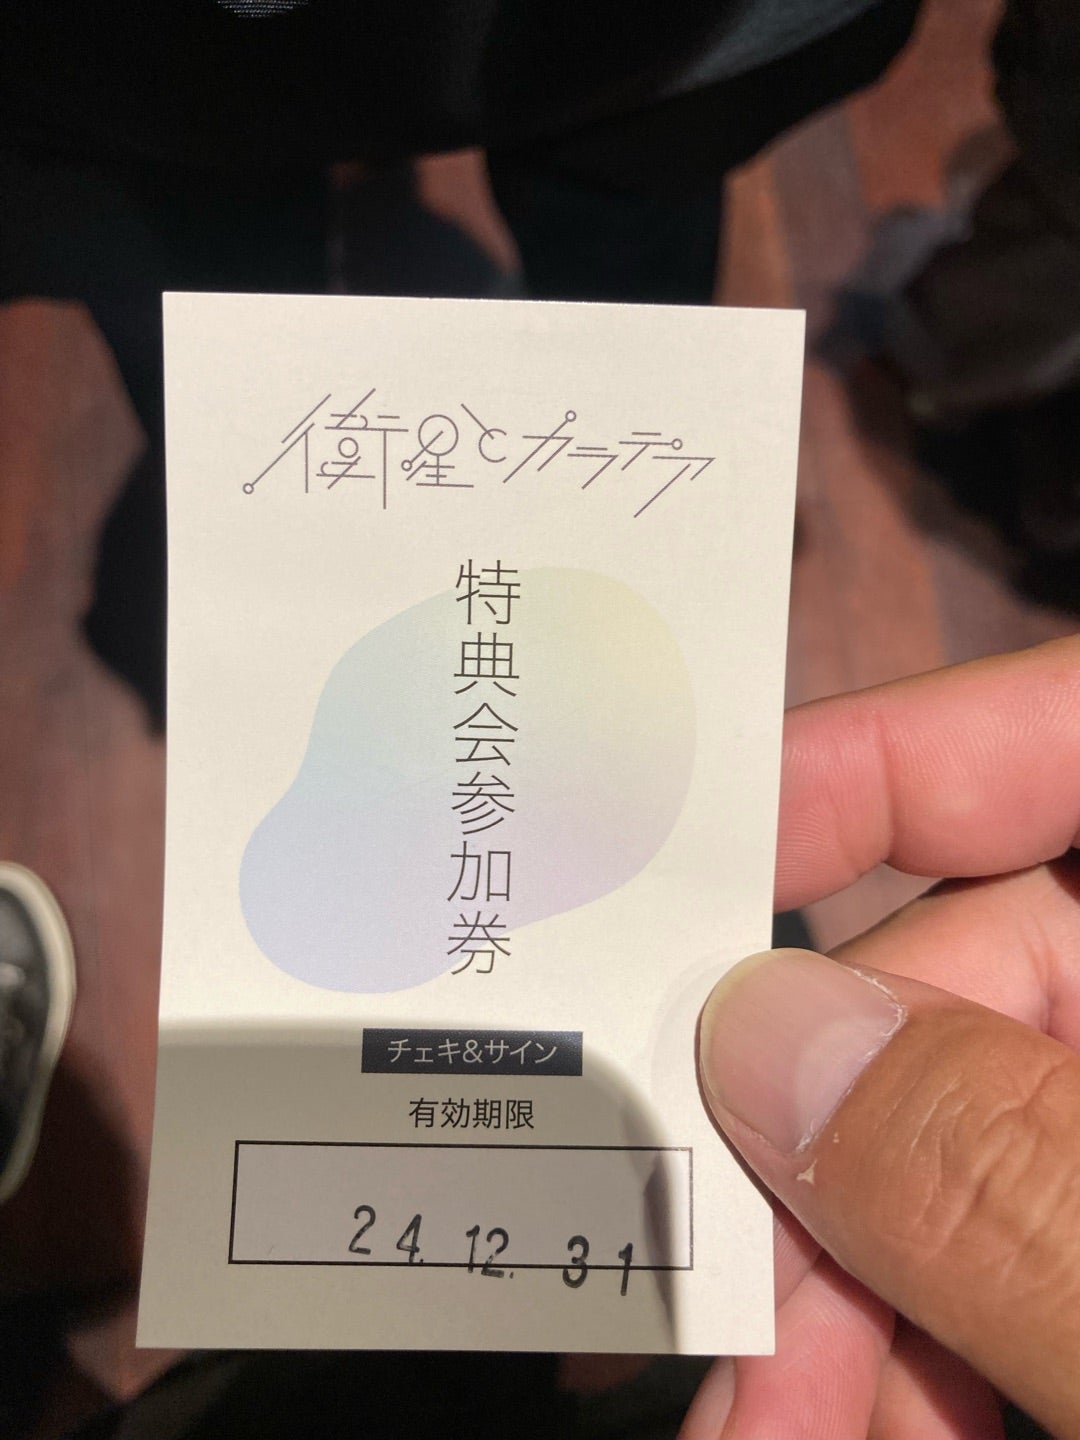 衛星とカラテア
特典会参加券
チェキ&サイン
有効期限
24.12.31